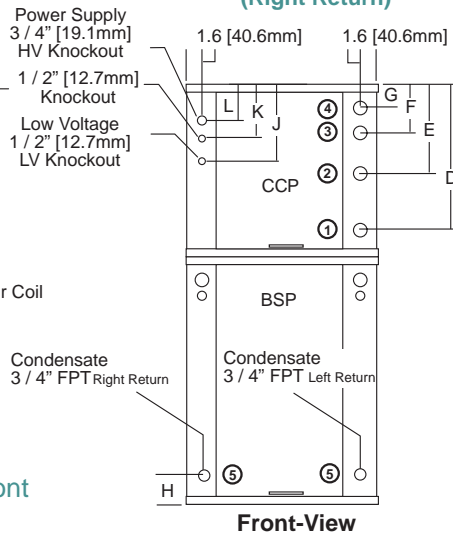 (Right Return)
Power Supply
3 / 4" [19.1mm]
HV Knockout
1 / 2" [12.7mm]
Knockout
Low Voltage
1 / 2" [12.7mm]
LV Knockout
1.6 [40.6mm]
1.6 [40.6mm]
L
K
J
G
F
E
D
4
3
2
1
CCP
r Coil
BSP
Condensate
3 / 4" FPT Right Return
Condensate
3 / 4" FPT Left Return
H
5
5
ont
Front-View